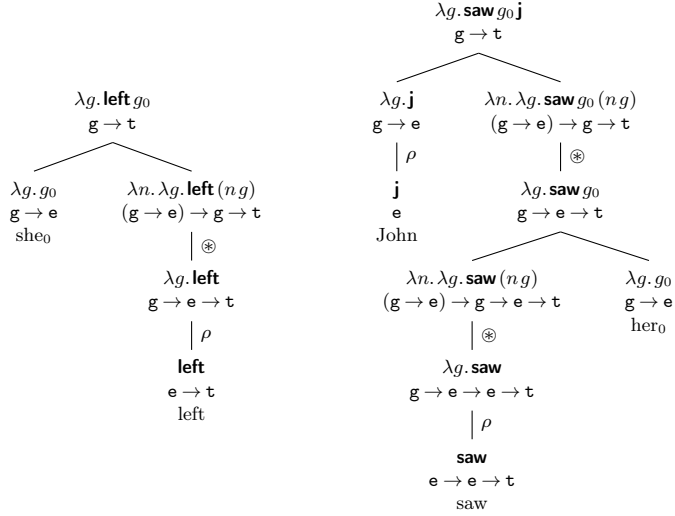 λg. left g₀
g → t
λg. g₀
g → e
she₀
λn. λg. left (n g)
(g → e) → g → t
⊛
λg. left
g → e → t
ρ
left
e → t
left
λg. saw g₀ j
g → t
λg. j
g → e
ρ
j
e
John
λn. λg. saw g₀ (n g)
(g → e) → g → t
⊛
λg. saw g₀
g → e → t
λn. λg. saw (n g)
(g → e) → g → e → t
⊛
λg. saw
g → e → e → t
ρ
saw
e → e → t
saw
λg. g₀
g → e
her₀